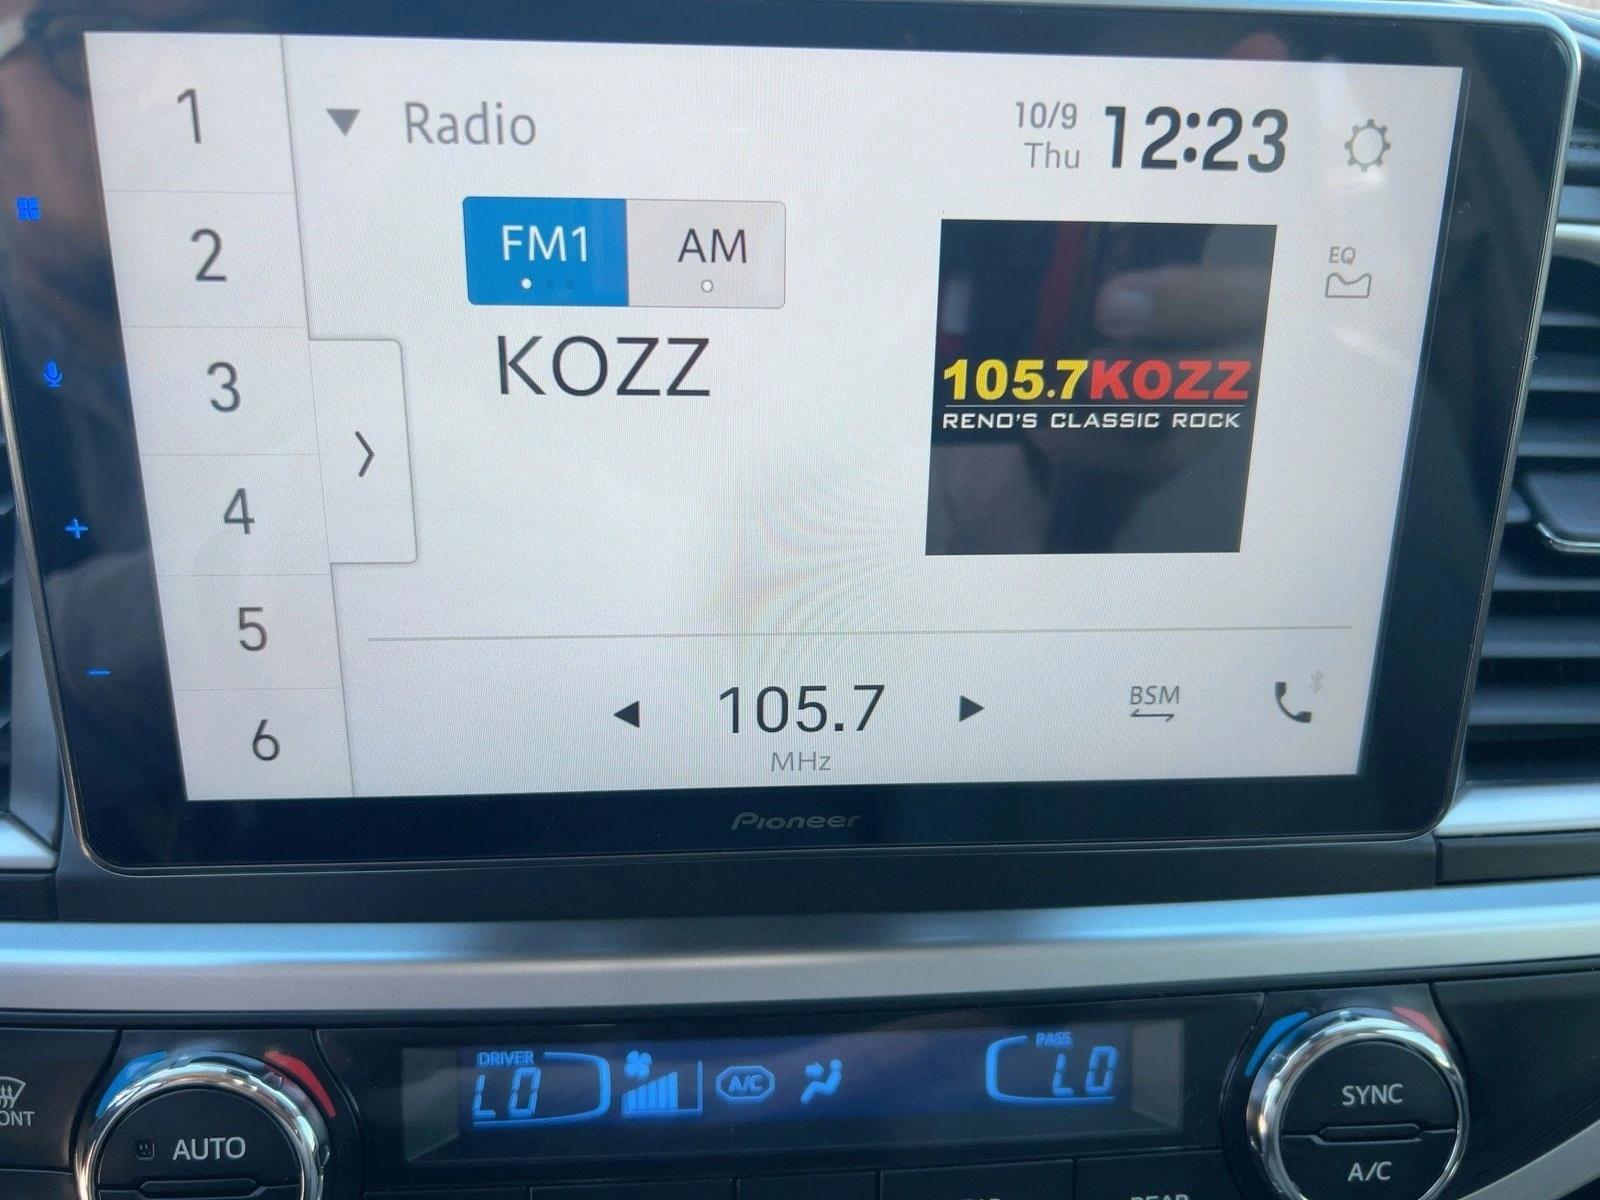 1
2
3
4
5
6
Radio
10/9
Thu
12:23
FM1
AM
KOZZ
105.7KOZZ
RENO'S CLASSIC ROCK
EQ
105.7
MHz
BSM
Pioneer
DRIVER
LO
A/C
PASS
LO
AUTO
SYNC
A/C